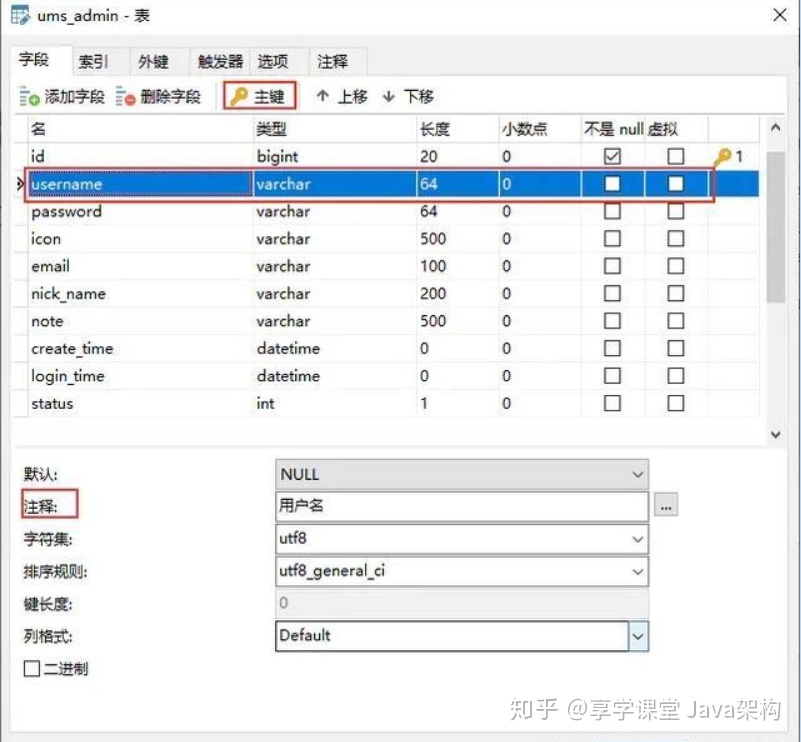 ums_admin - 表
字段 索引 外键 触发器 选项 注释
添加字段 删除字段 主键 上移 下移
名 类型 长度 小数点 不是 null 虚拟
id bigint 20 0 1
username varchar 64 0
password varchar 64 0
icon varchar 500 0
email varchar 100 0
nick_name varchar 200 0
note varchar 500 0
create_time datetime 0 0
login_time datetime 0 0
status int 1 0
默认: NULL
注释: 用户名 ...
字符集: utf8
排序规则: utf8_general_ci
键长度: 0
列格式: Default
二进制
知乎 @享学课堂 Java架构